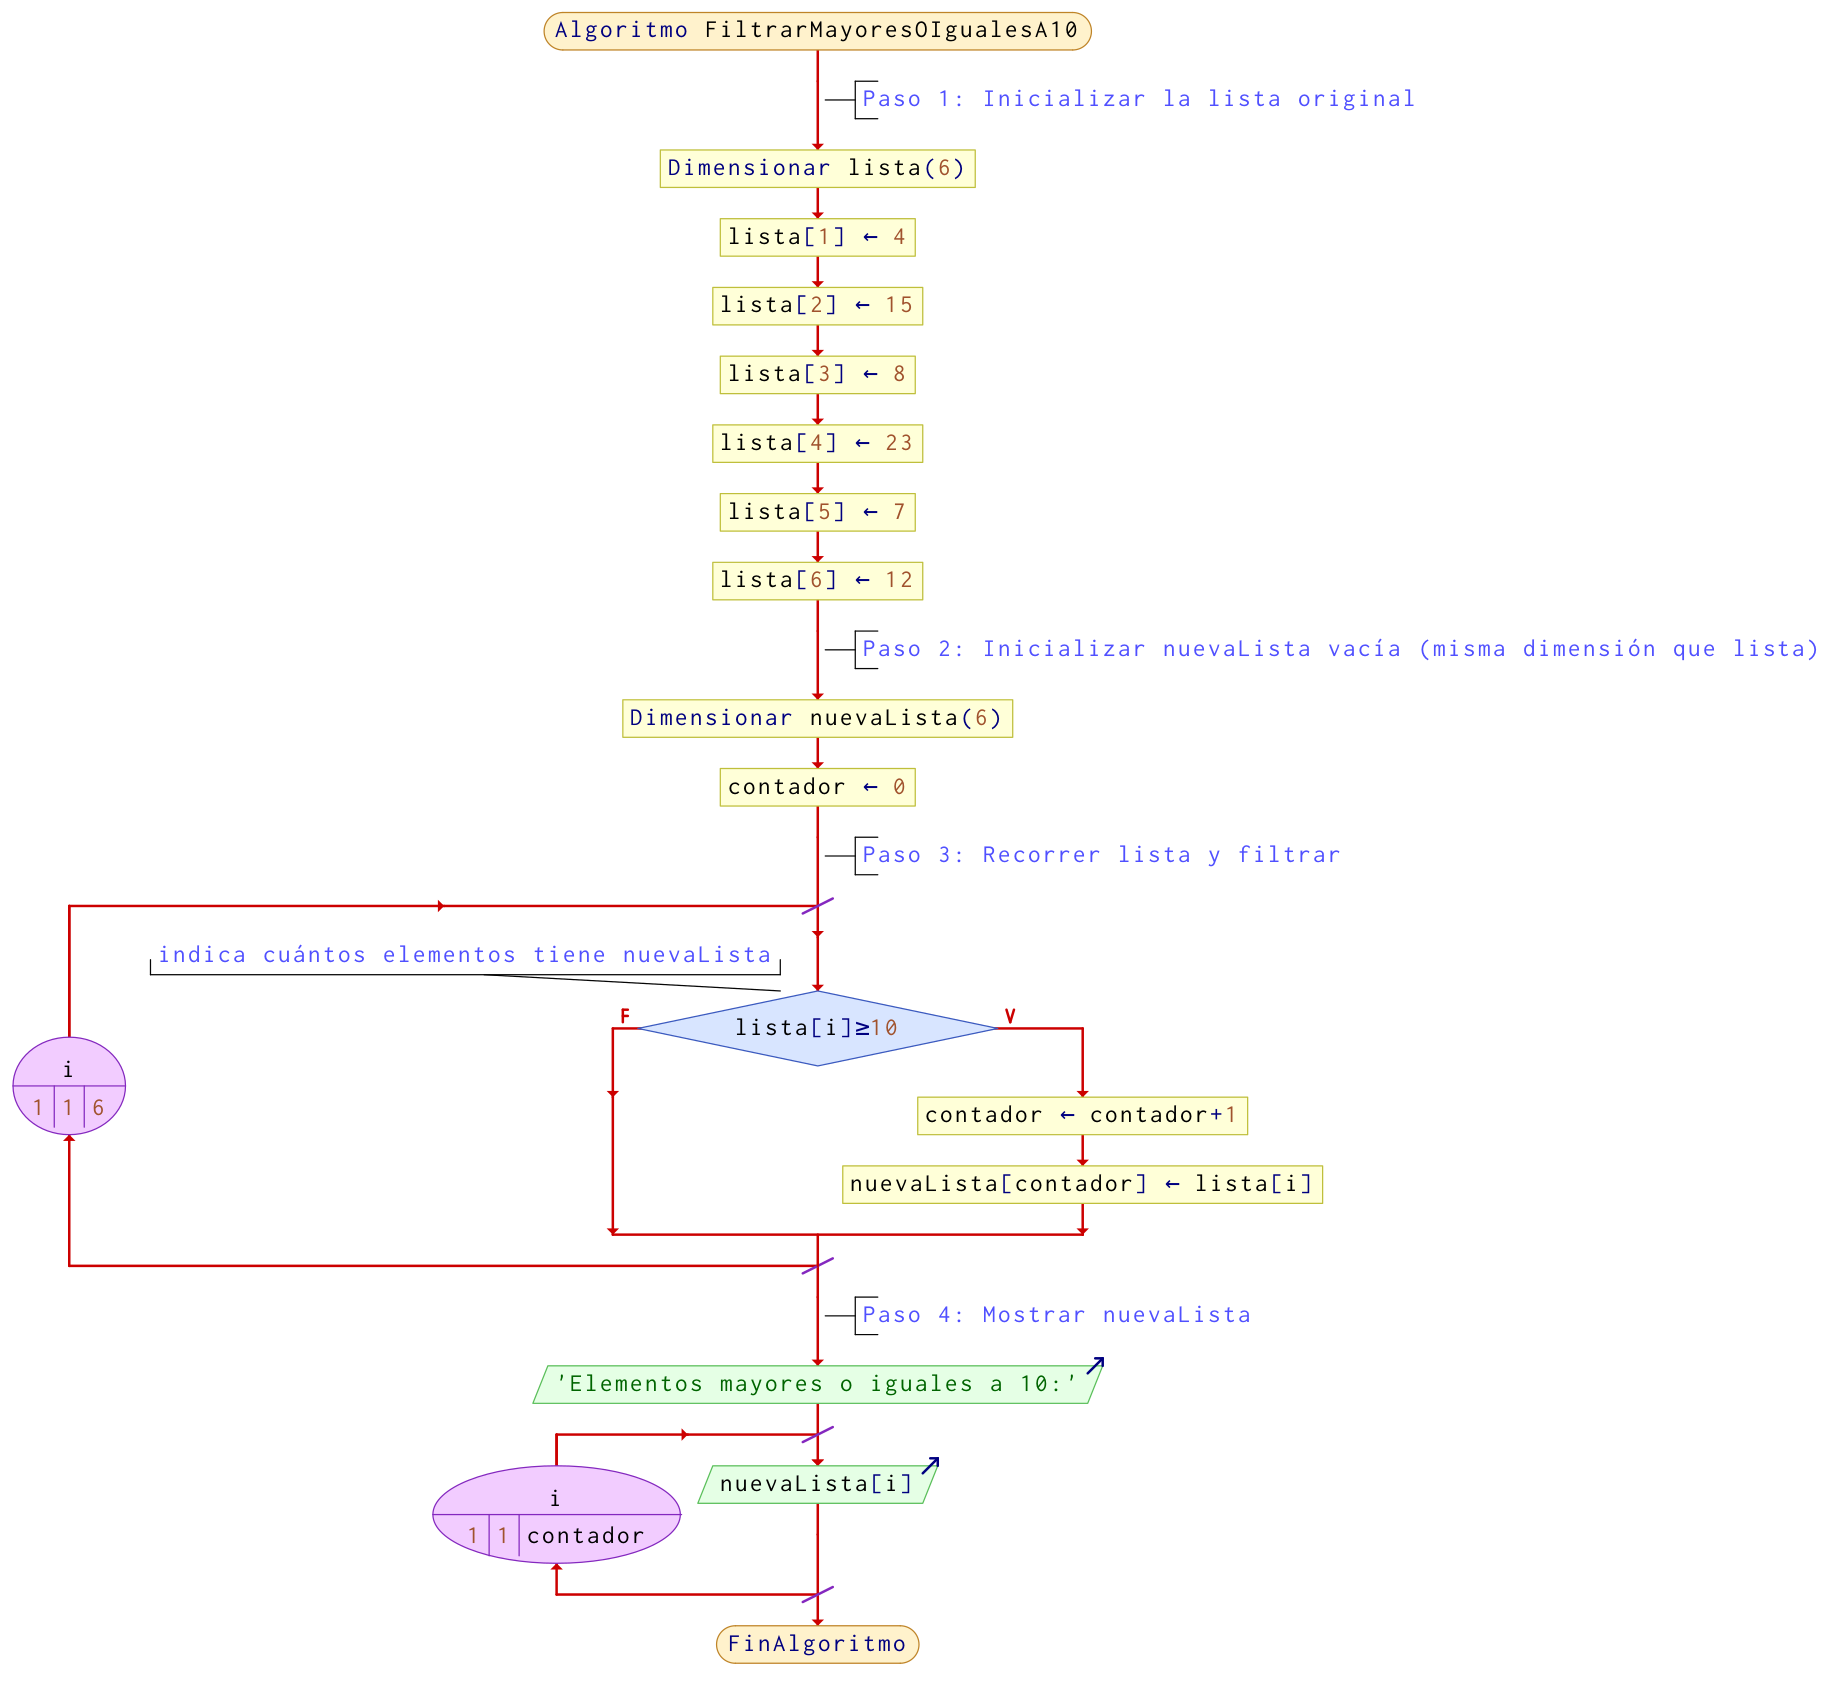 Algoritmo FiltrarMayoresOIgualesA10
Paso 1: Inicializar la lista original
Dimensionar lista(6)
lista[1] ← 4
lista[2] ← 15
lista[3] ← 8
lista[4] ← 23
lista[5] ← 7
lista[6] ← 12
Paso 2: Inicializar nuevaLista vacía (misma dimensión que lista)
Dimensionar nuevaLista(6)
contador ← 0
Paso 3: Recorrer lista y filtrar
indica cuántos elementos tiene nuevaLista
F
lista[i]≥10
V
i
1 1 6
contador ← contador+1
nuevaLista[contador] ← lista[i]
Paso 4: Mostrar nuevaLista
'Elementos mayores o iguales a 10:'
nuevaLista[i]
i
1 1 contador
FinAlgoritmo